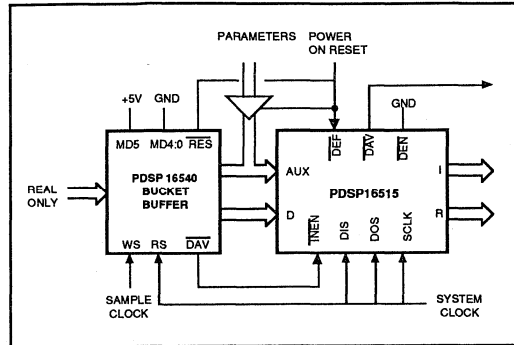 PARAMETERS
POWER
ON RESET
+5V
GND
GND
MD5
MD4:0
RES
DEF
DAV
DEN
PDSP 16540
BUCKET
BUFFER
REAL
ONLY
AUX
I
PDSP16515
D
R
WS
RS
DAV
INEN
DIS
DOS
SCLK
SAMPLE
CLOCK
SYSTEM
CLOCK